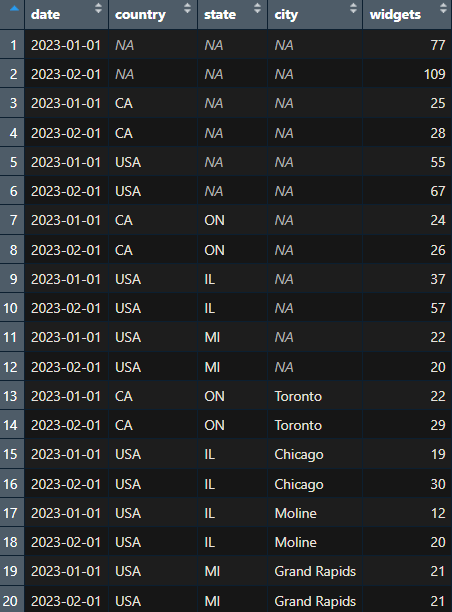 date country state city widgets
1 2023-01-01 NA NA NA 77
2 2023-02-01 NA NA NA 109
3 2023-01-01 CA NA NA 25
4 2023-02-01 CA NA NA 28
5 2023-01-01 USA NA NA 55
6 2023-02-01 USA NA NA 67
7 2023-01-01 CA ON NA 24
8 2023-02-01 CA ON NA 26
9 2023-01-01 USA IL NA 37
10 2023-02-01 USA IL NA 57
11 2023-01-01 USA MI NA 22
12 2023-02-01 USA MI NA 20
13 2023-01-01 CA ON Toronto 22
14 2023-02-01 CA ON Toronto 29
15 2023-01-01 USA IL Chicago 19
16 2023-02-01 USA IL Chicago 30
17 2023-01-01 USA IL Moline 12
18 2023-02-01 USA IL Moline 20
19 2023-01-01 USA MI Grand Rapids 21
20 2023-02-01 USA MI Grand Rapids 21